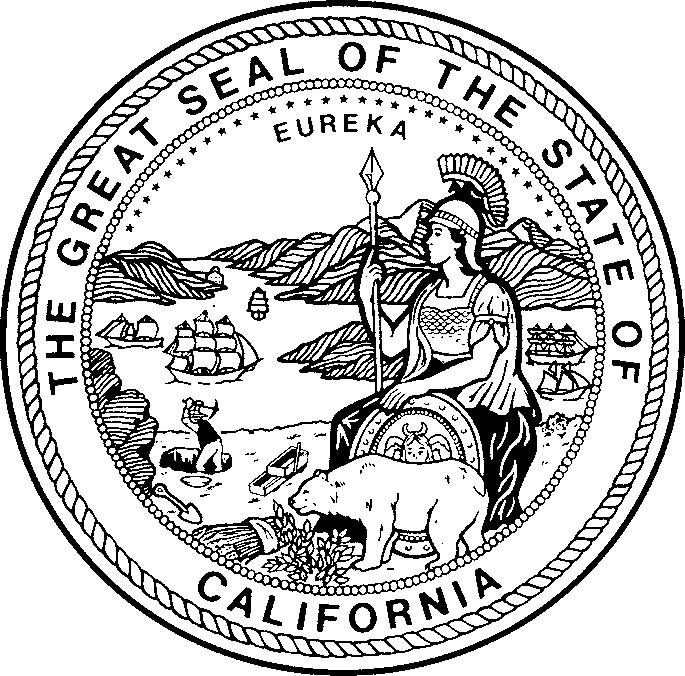 THE GREAT SEAL OF THE STATE OF
EUREKA
CALIFORNIA